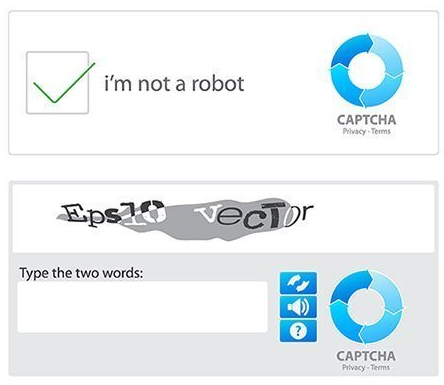 i'm not a robot
CAPTCHA
Privacy - Terms
Eps10 vecTor
Type the two words:
?
CAPTCHA
Privacy - Terms